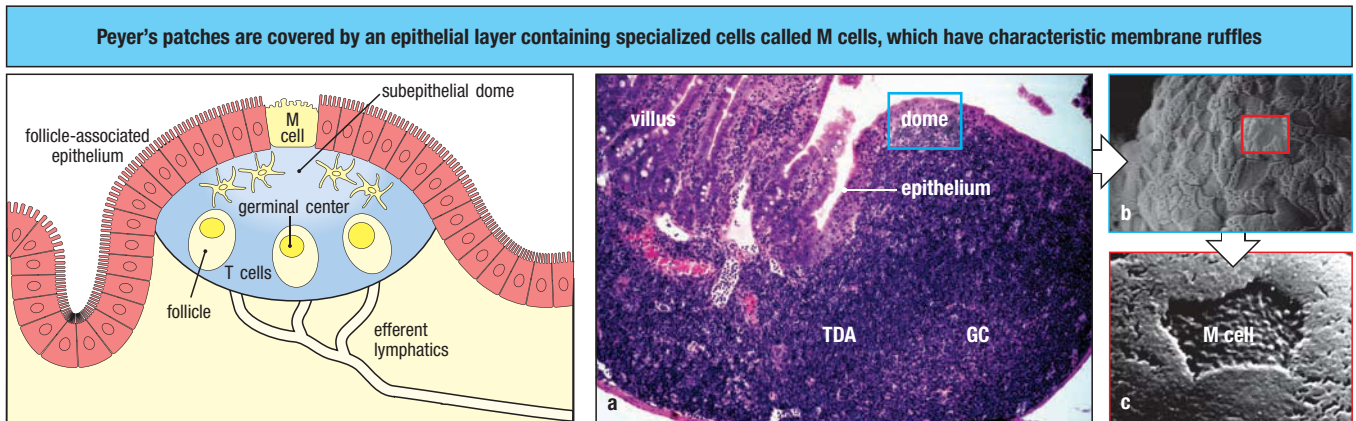 Peyer’s patches are covered by an epithelial layer containing specialized cells called M cells, which have characteristic membrane ruffles
subepithelial dome
M
cell
follicle-associated
epithelium
germinal center
T cells
follicle
efferent
lymphatics
villus
dome
epithelium
TDA
GC
a
b
M cell
c